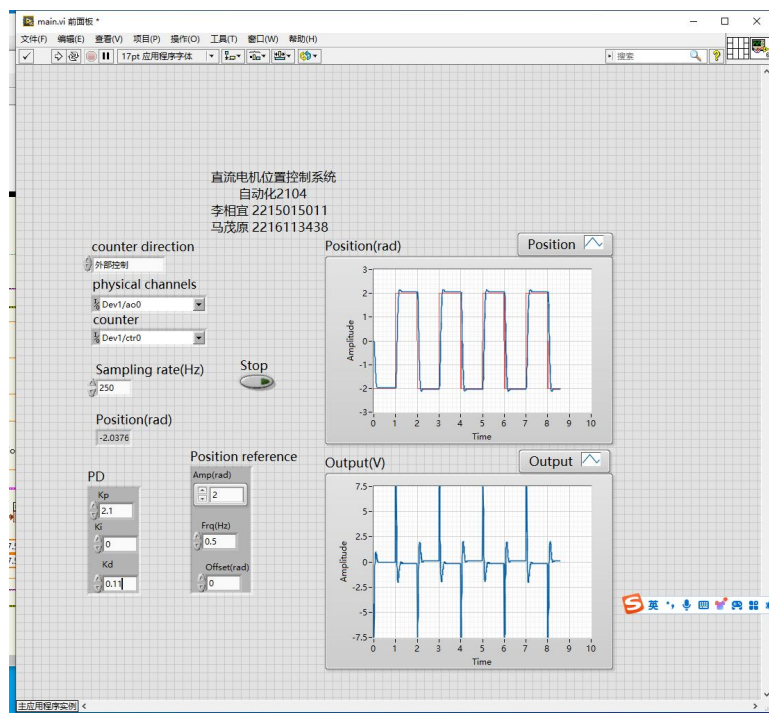 main.vi 前面板 *
文件(F) 编辑(E) 查看(V) 项目(P) 操作(O) 工具(T) 窗口(W) 帮助(H)
17pt 应用程序字体
搜索
直流电机位置控制系统
自动化2104
李相宜 2215015011
马茂原 2216113438
counter direction
外部控制
physical channels
Dev1/ao0
counter
Dev1/ctr0
Sampling rate(Hz)
250
Stop
Position(rad)
-2.0376
PD
Kp
2.1
Ki
0
Kd
0.11
Position reference
Amp(rad)
2
Frq(Hz)
0.5
Offset(rad)
0
Position(rad)
Position
Amplitude
3
2
1
0
-1
-2
-3
0 1 2 3 4 5 6 7 8 9 10
Time
Output(V)
Output
Amplitude
7.5
5
2.5
0
-2.5
-5
-7.5
0 1 2 3 4 5 6 7 8 9 10
Time
英
主应用程序实例